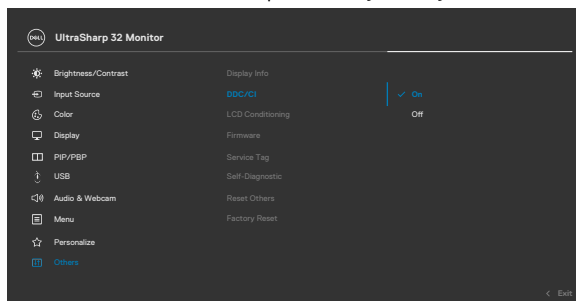 DELL UltraSharp 32 Monitor
Brightness/Contrast Display Info
Input Source DDC/CI ✓ On
Color LCD Conditioning Off
Display Firmware
PIP/PBP Service Tag
USB Self-Diagnostic
Audio & Webcam Reset Others
Menu Factory Reset
Personalize
Others
< Exit